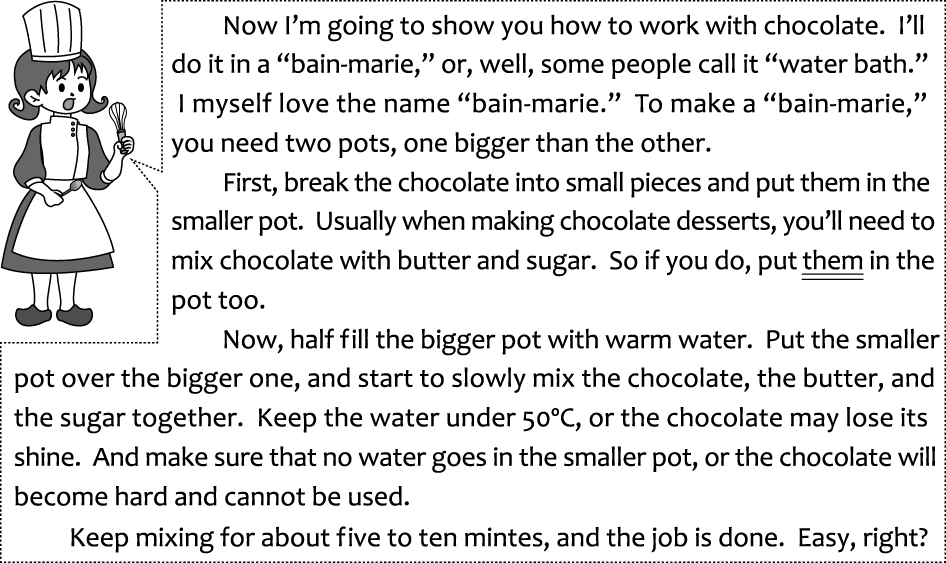 Now I'm going to show you how to work with chocolate. I'll
do it in a “bain-marie,” or, well, some people call it “water bath.”
I myself love the name “bain-marie.” To make a “bain-marie,”
you need two pots, one bigger than the other.
First, break the chocolate into small pieces and put them in the
smaller pot. Usually when making chocolate desserts, you'll need to
mix chocolate with butter and sugar. So if you do, put them in the
pot too.
Now, half fill the bigger pot with warm water. Put the smaller
pot over the bigger one, and start to slowly mix the chocolate, the butter, and
the sugar together. Keep the water under 50°C, or the chocolate may lose its
shine. And make sure that no water goes in the smaller pot, or the chocolate will
become hard and cannot be used.
Keep mixing for about five to ten mintes, and the job is done. Easy, right?